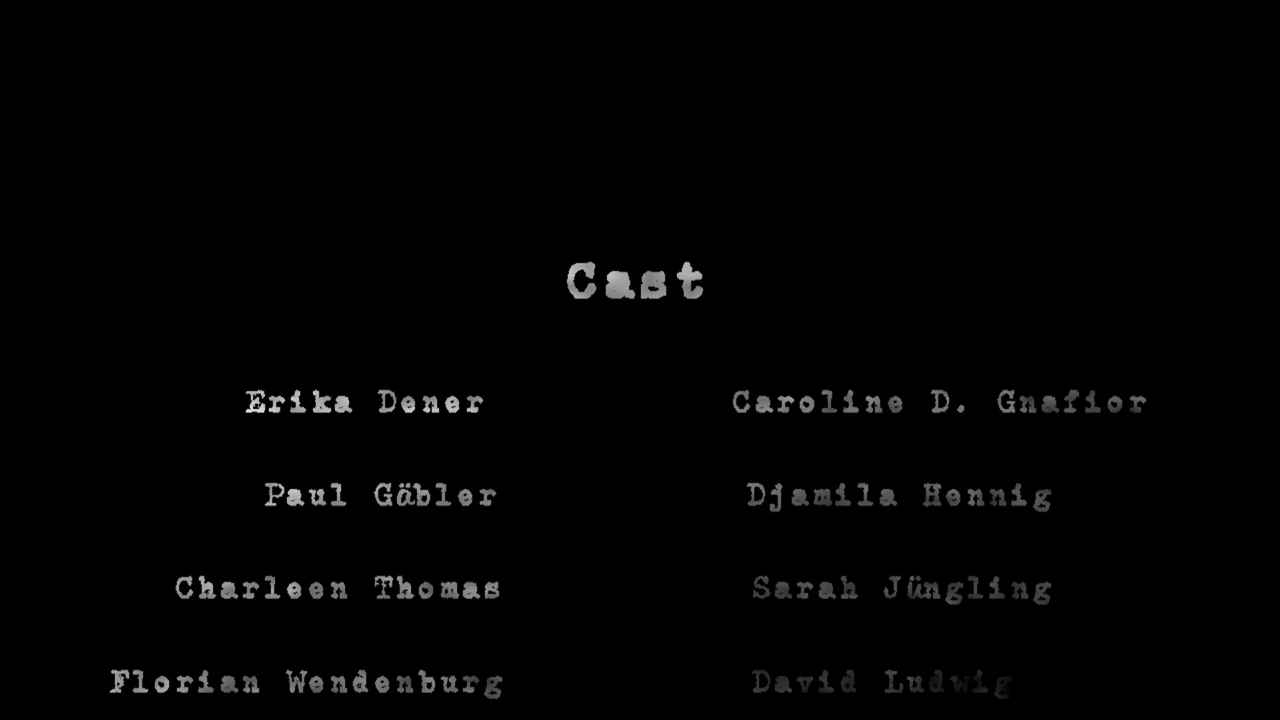 Cast
Erika Dener
Caroline D. Gnafior
Paul Gäbler
Djamila Hennig
Charleen Thomas
Sarah Jüngling
Florian Wendenburg
David Ludwig